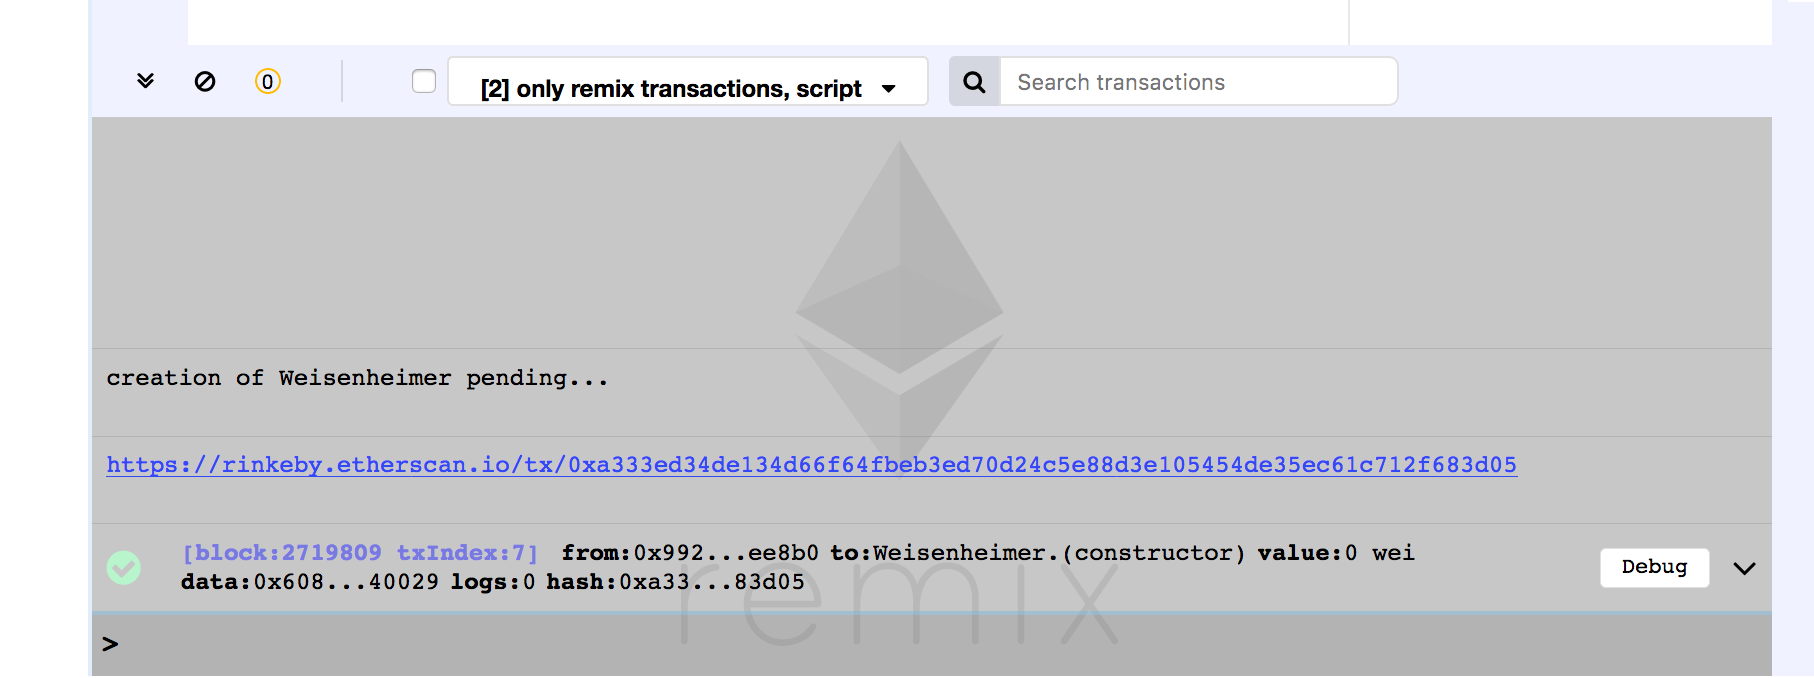 0
[2] only remix transactions, script
Search transactions
creation of Weisenheimer pending...
https://rinkeby.etherscan.io/tx/0xa333ed34de134d66f64fbeb3ed70d24c5e88d3e105454de35ec61c712f683d05
[block:2719809 txIndex:7] from:0x992...ee8b0 to:Weisenheimer.(constructor) value:0 wei
data:0x608...40029 logs:0 hash:0xa33...83d05
Debug
remix
>